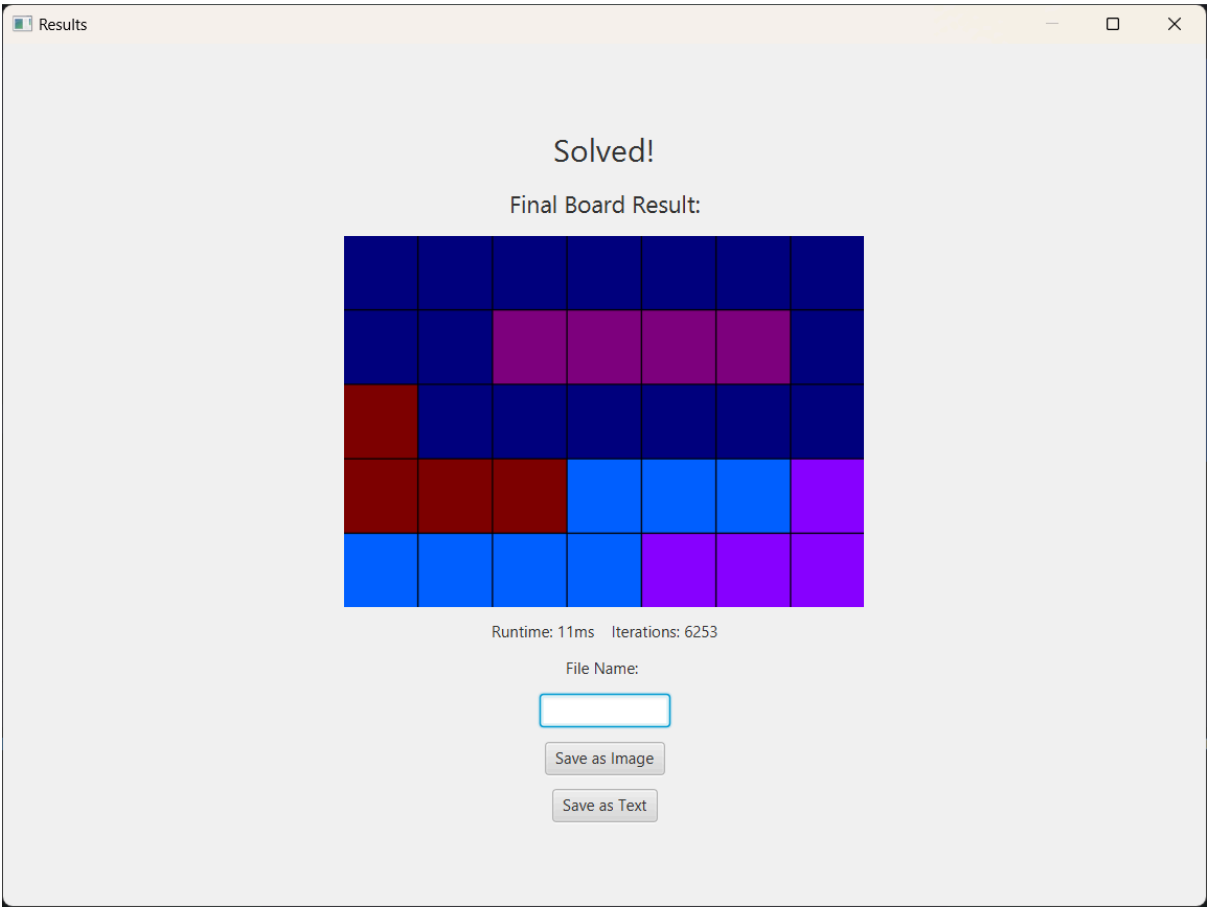 Results
Solved!
Final Board Result:
Runtime: 11ms Iterations: 6253
File Name:
Save as Image
Save as Text